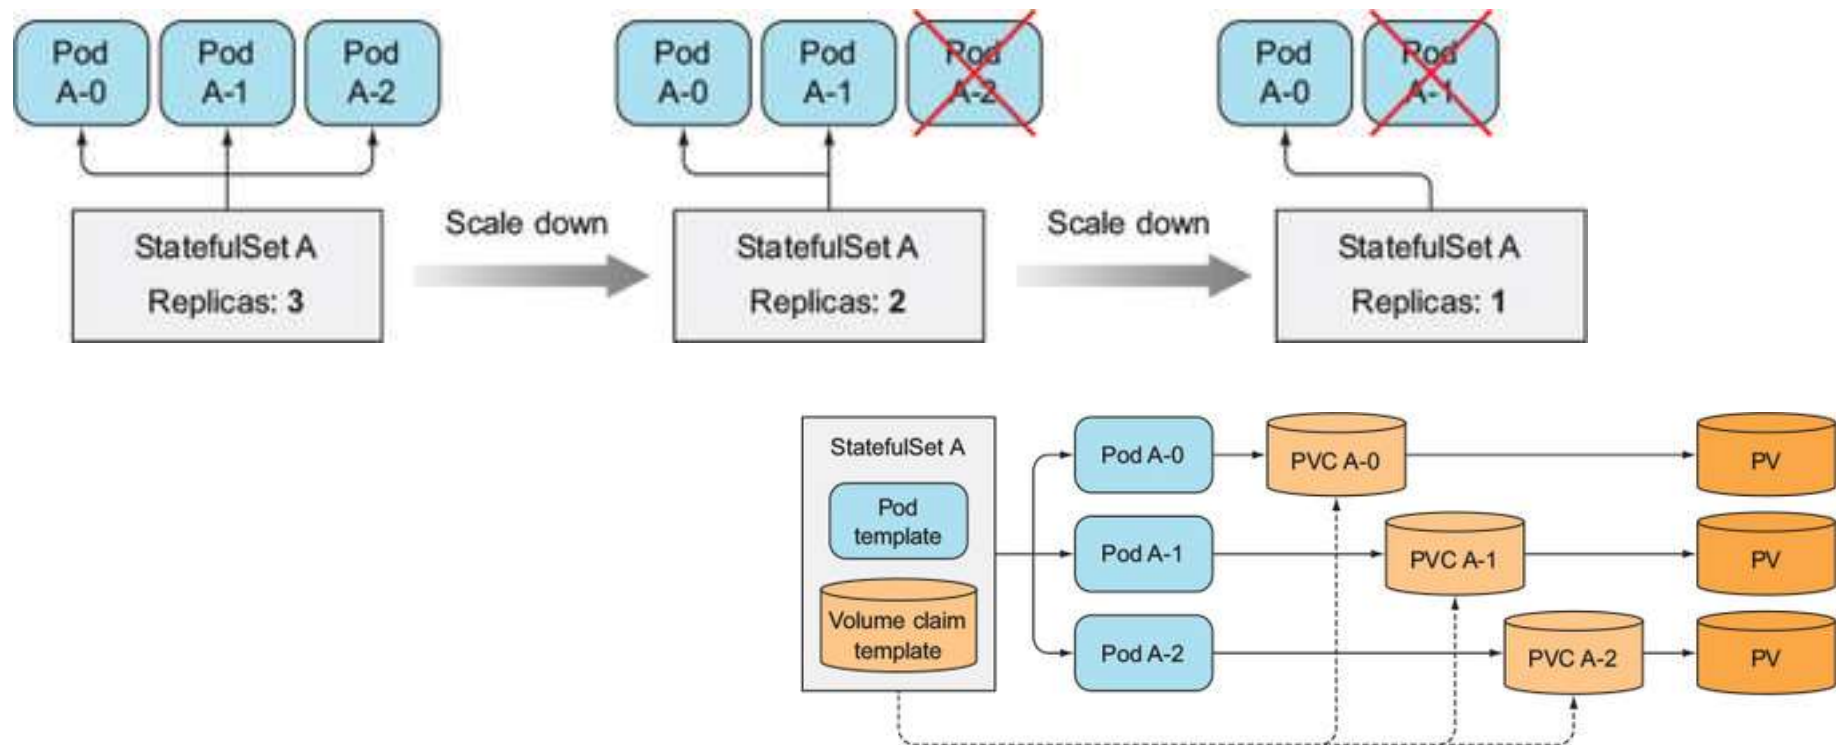 Pod
A-0
Pod
A-1
Pod
A-2
StatefulSet A
Replicas: 3
Scale down
Pod
A-0
Pod
A-1
Pod
A-2
StatefulSet A
Replicas: 2
Scale down
Pod
A-0
Pod
A-1
StatefulSet A
Replicas: 1
StatefulSet A
Pod
template
Volume claim
template
Pod A-0
PVC A-0
PV
Pod A-1
PVC A-1
PV
Pod A-2
PVC A-2
PV